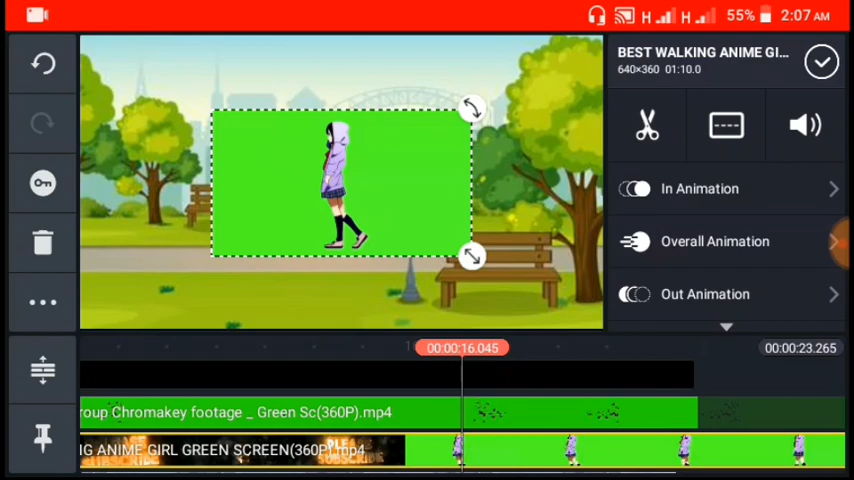 H H 55% 2:07 AM
BEST WALKING ANIME GI...
640×360 01:10.0
In Animation
Overall Animation
Out Animation
00:00:16.045
00:00:23.265
roup Chromakey footage _ Green Sc(360P).mp4
NG ANIME GIRL GREEN SCREEN(360P).mp4
SUBSCRIBE